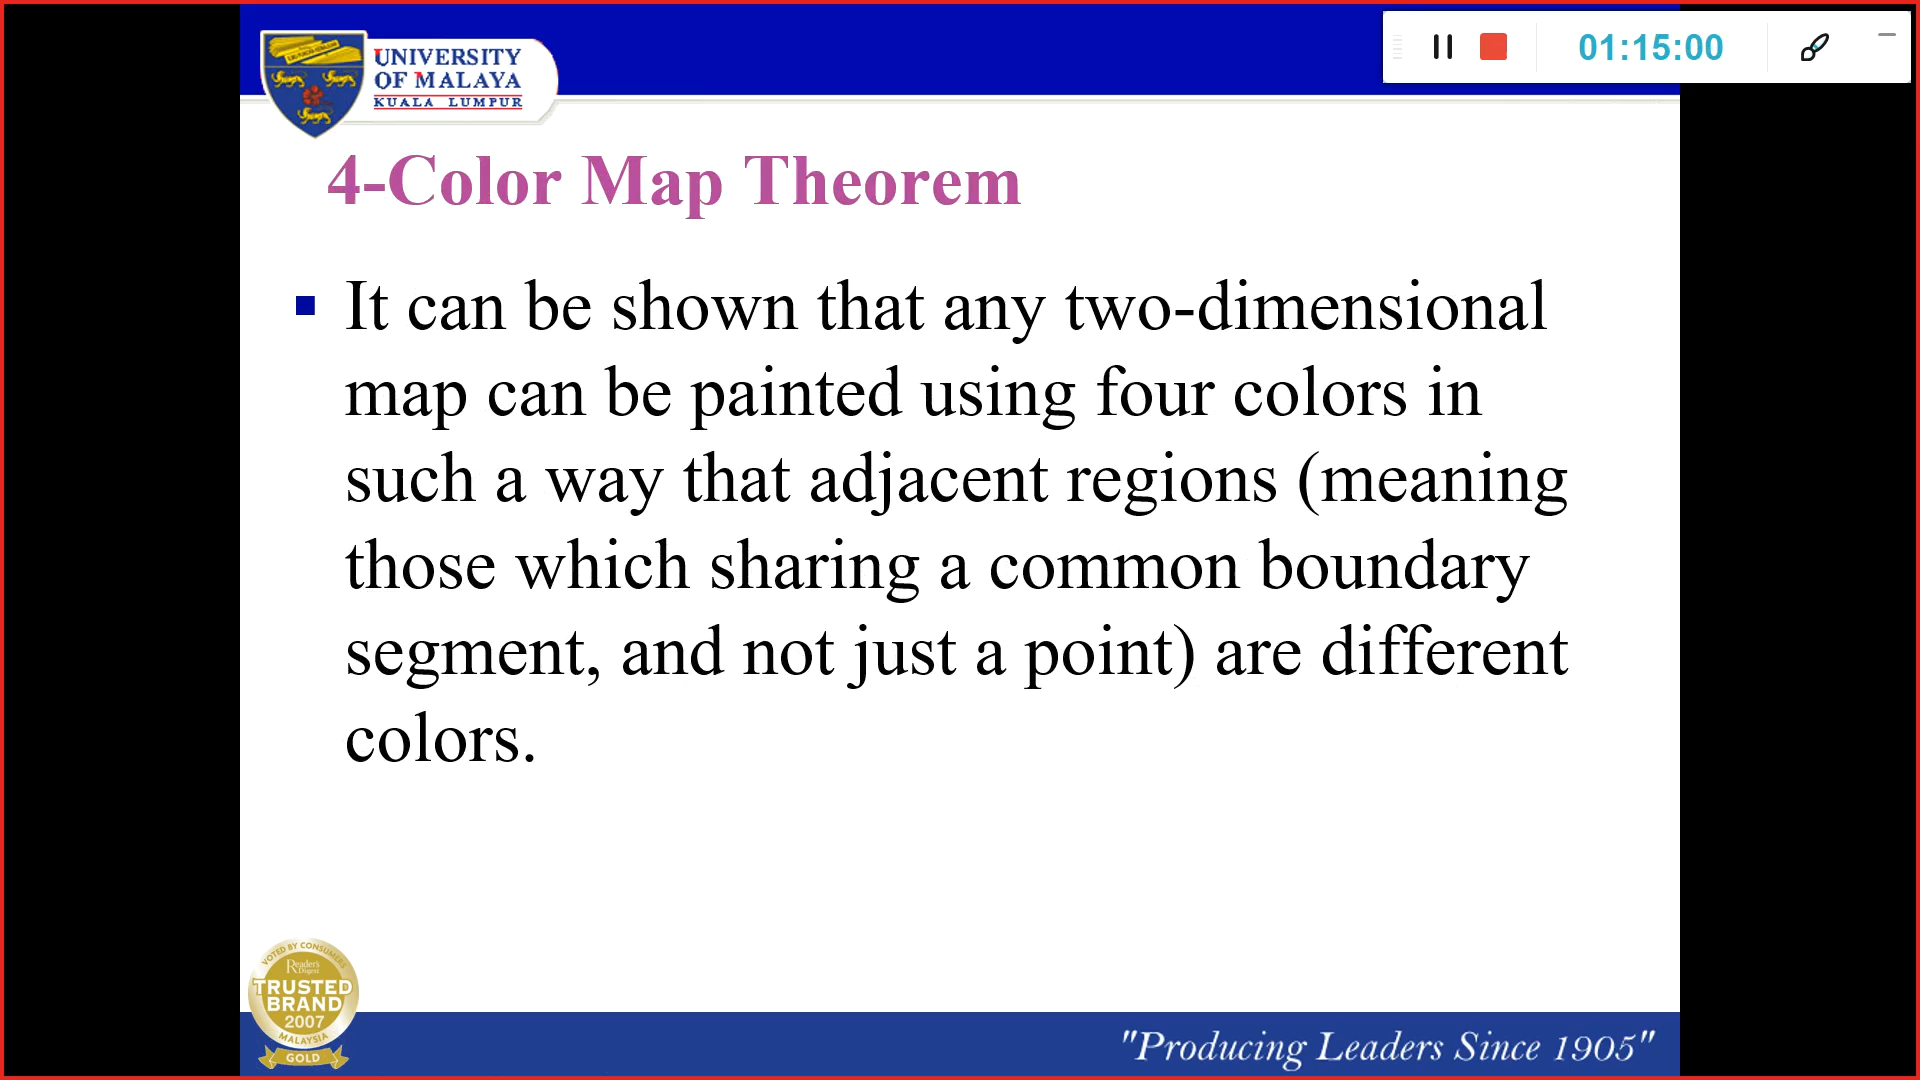 UNIVERSITY
OF MALAYA
KUALA LUMPUR
01:15:00
4-Color Map Theorem
It can be shown that any two-dimensional
map can be painted using four colors in
such a way that adjacent regions (meaning
those which sharing a common boundary
segment, and not just a point) are different
colors.
VOTED BY CONSUMERS
Reader's
Digest
TRUSTED
BRAND
2007
MALAYSIA
GOLD
"Producing Leaders Since 1905"